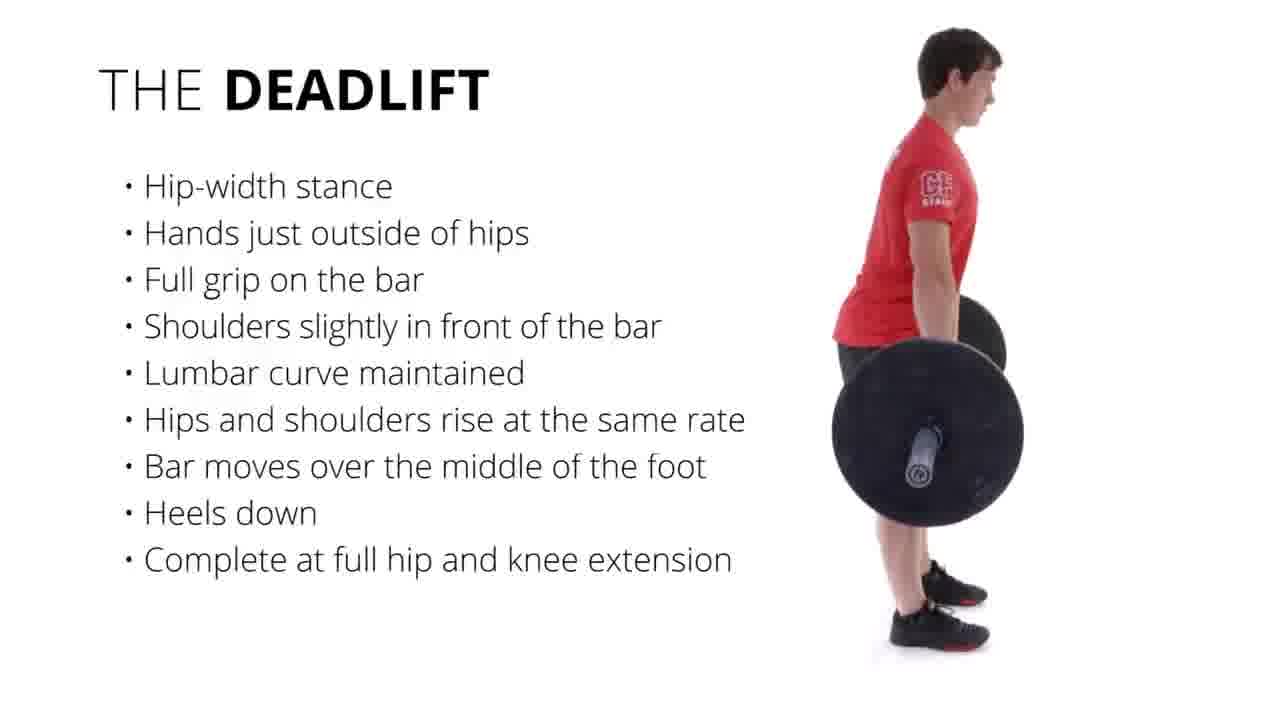 THE DEADLIFT
• Hip-width stance
• Hands just outside of hips
• Full grip on the bar
• Shoulders slightly in front of the bar
• Lumbar curve maintained
• Hips and shoulders rise at the same rate
• Bar moves over the middle of the foot
• Heels down
• Complete at full hip and knee extension